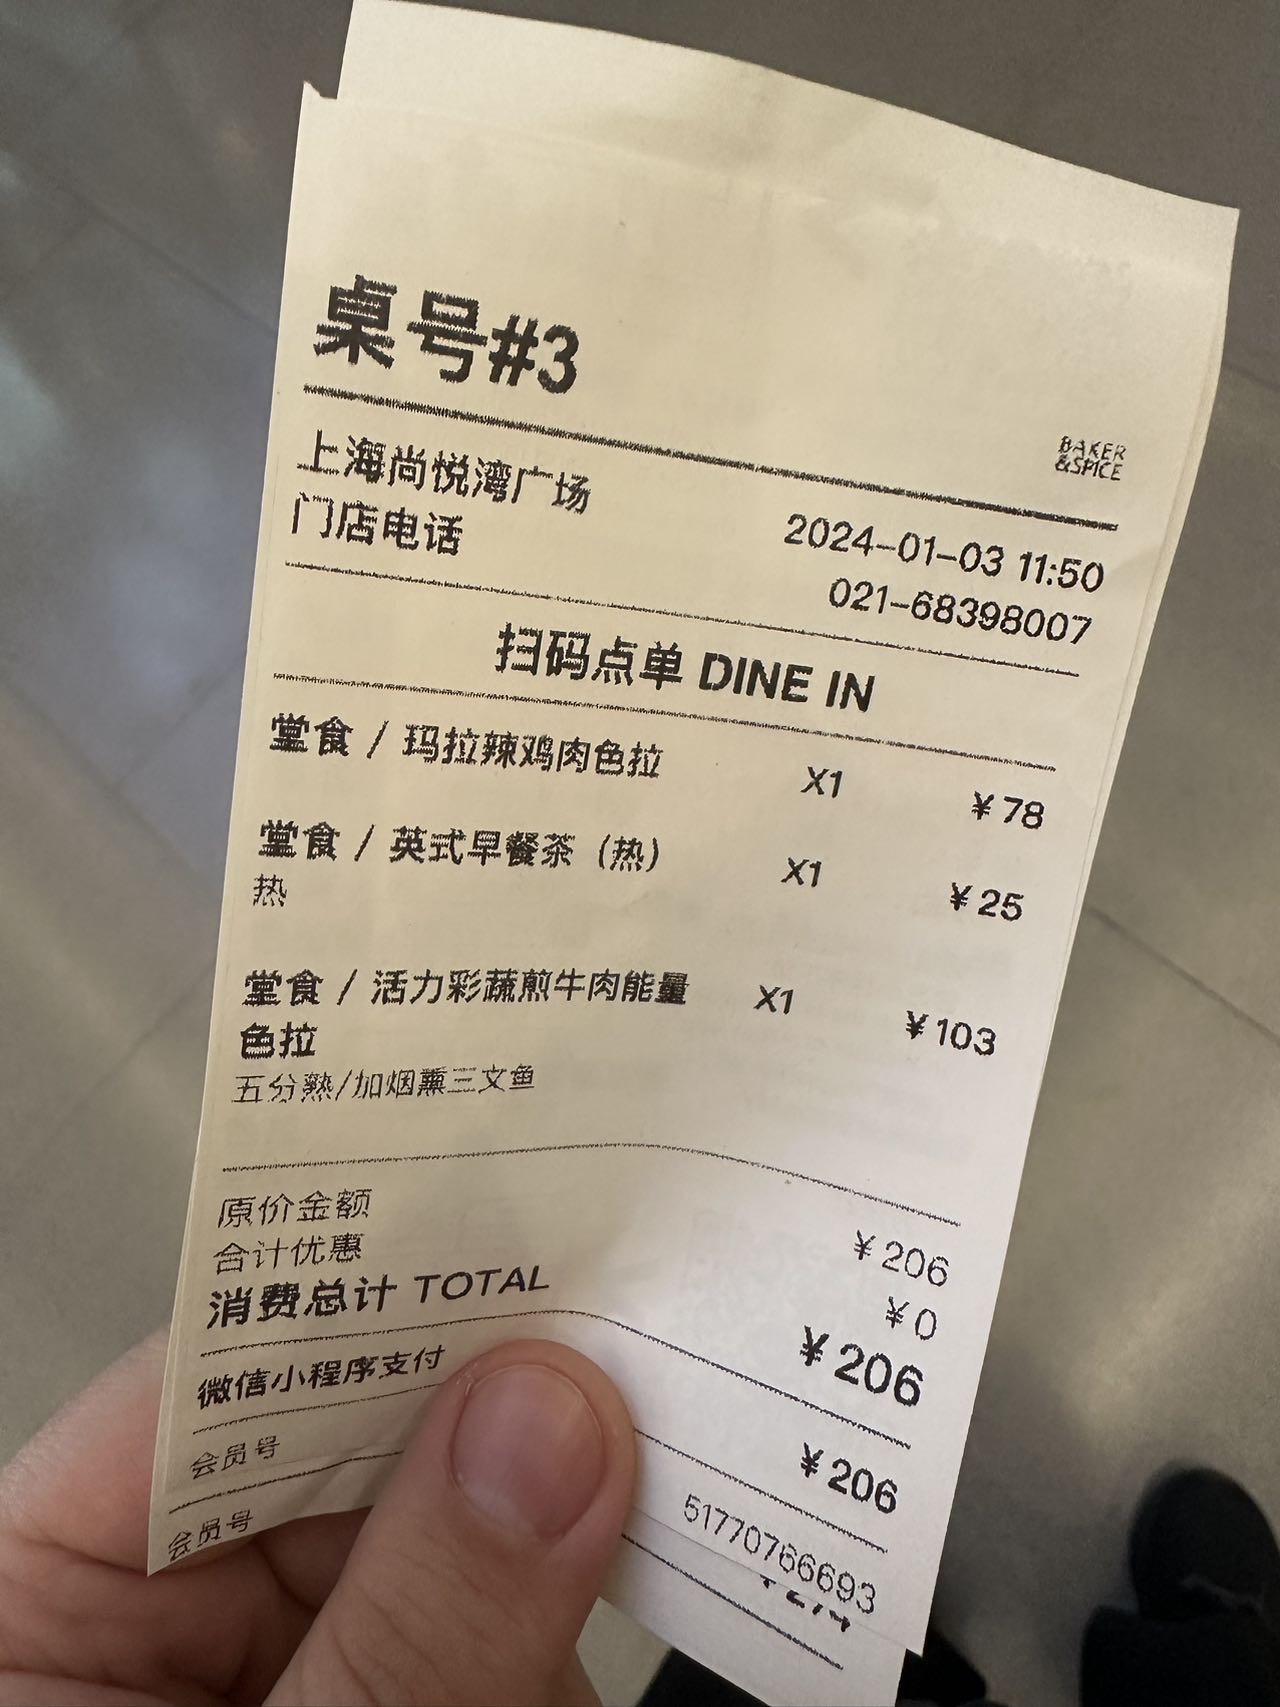 桌号#3
BAKER
&SPICE
上海尚悦湾广场 2024-01-03 11:50
门店电话 021-68398007
扫码点单 DINE IN
堂食 / 玛拉辣鸡肉色拉 X1 ¥78
堂食 / 英式早餐茶（热） X1 ¥25
热
堂食 / 活力彩蔬煎牛肉能量 X1 ¥103
色拉
五分熟/加烟薰三文鱼
原价金额 ¥206
合计优惠 ¥0
消费总计 TOTAL ¥206
微信小程序支付 ¥206
会员号 51770766693
会员号